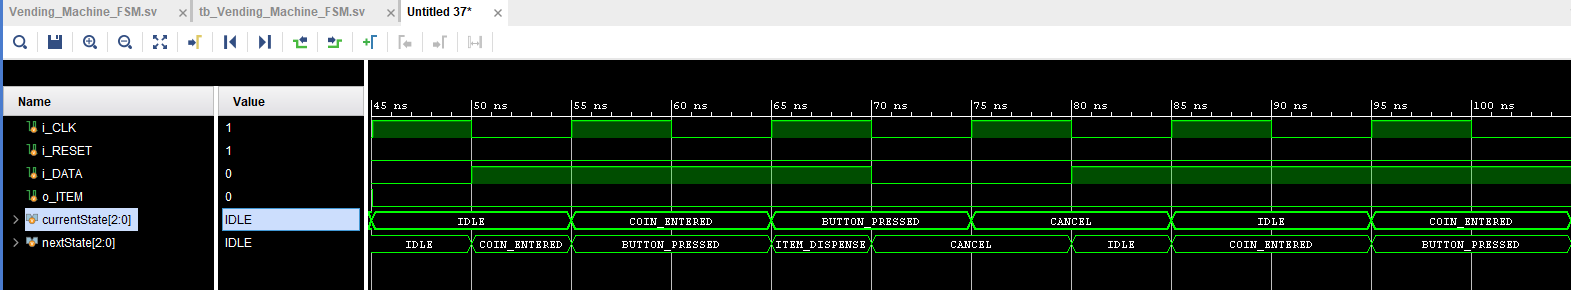 Vending_Machine_FSM.sv × tb_Vending_Machine_FSM.sv × Untitled 37* ×
Name Value 45 ns 50 ns 55 ns 60 ns 65 ns 70 ns 75 ns 80 ns 85 ns 90 ns 95 ns 100 ns
i_CLK 1
i_RESET 1
i_DATA 0
o_ITEM 0
currentState[2:0] IDLE IDLE COIN_ENTERED BUTTON_PRESSED CANCEL IDLE COIN_ENTERED
nextState[2:0] IDLE IDLE COIN_ENTERED BUTTON_PRESSED ITEM_DISPENSE CANCEL IDLE COIN_ENTERED BUTTON_PRESSED